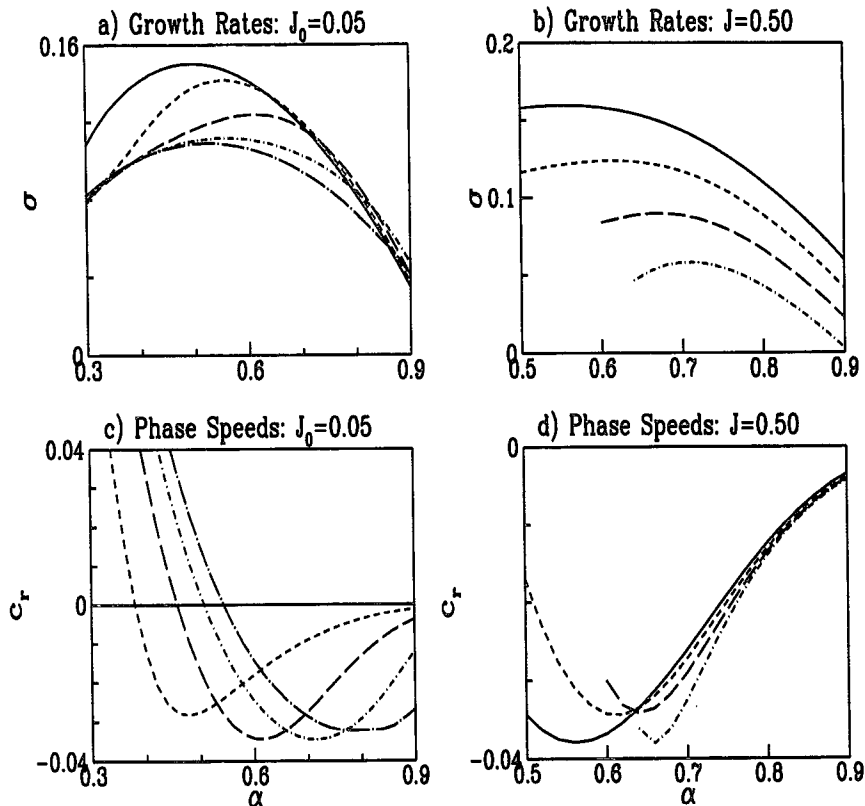 a) Growth Rates: J₀=0.05
b) Growth Rates: J=0.50
0.16
σ
0
0.3
0.6
0.9
0.2
σ
0.1
0
0.5
0.6
0.7
0.8
0.9
c) Phase Speeds: J₀=0.05
d) Phase Speeds: J=0.50
0.04
cᵣ
0
-0.04
0.3
0.6
0.9
α
0
cᵣ
-0.04
0.5
0.6
0.7
0.8
0.9
α